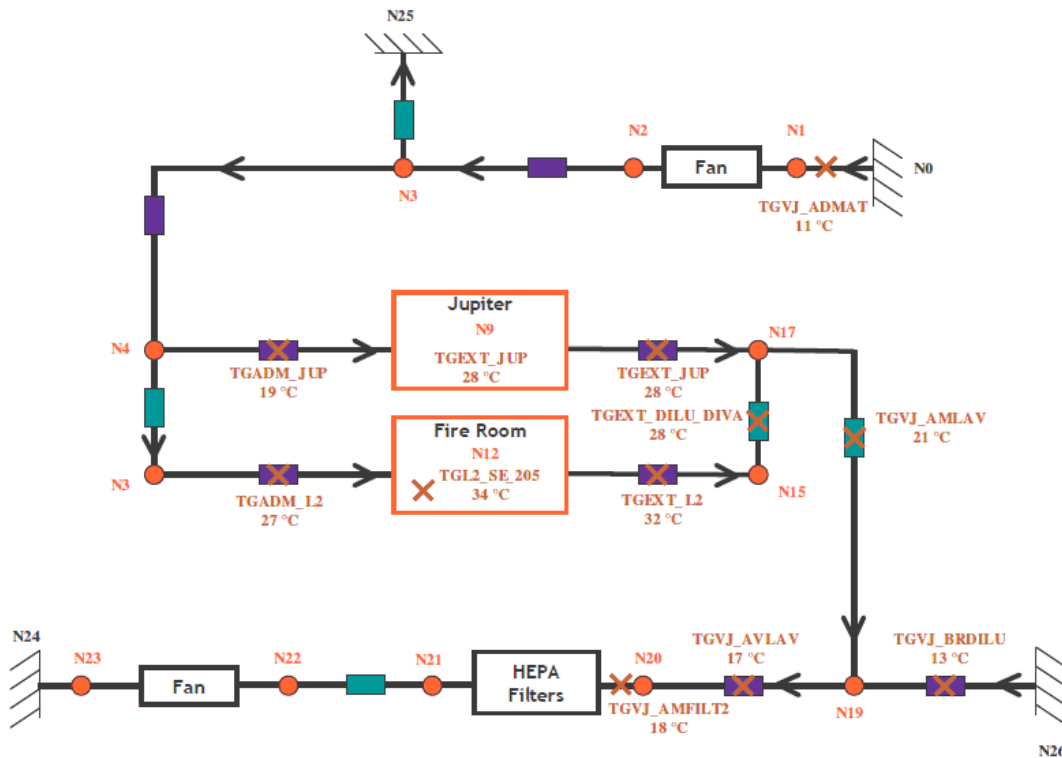 N25
N2
N1
Fan
N0
N3
TGVJ_ADMAT
11 °C
Jupiter
N9
N17
N4
TGEXT_JUP
28 °C
TGADM_JUP
19 °C
TGEXT_JUP
28 °C
TGEXT_DILU_DIVA
28 °C
TGVJ_AMLAV
21 °C
Fire Room
N12
TGL2_SE_205
34 °C
N3
N15
TGADM_L2
27 °C
TGEXT_L2
32 °C
N24
N23
Fan
N22
N21
HEPA
Filters
N20
TGVJ_AVLAV
17 °C
TGVJ_BRDILU
13 °C
TGVJ_AMFILT2
18 °C
N19
N26